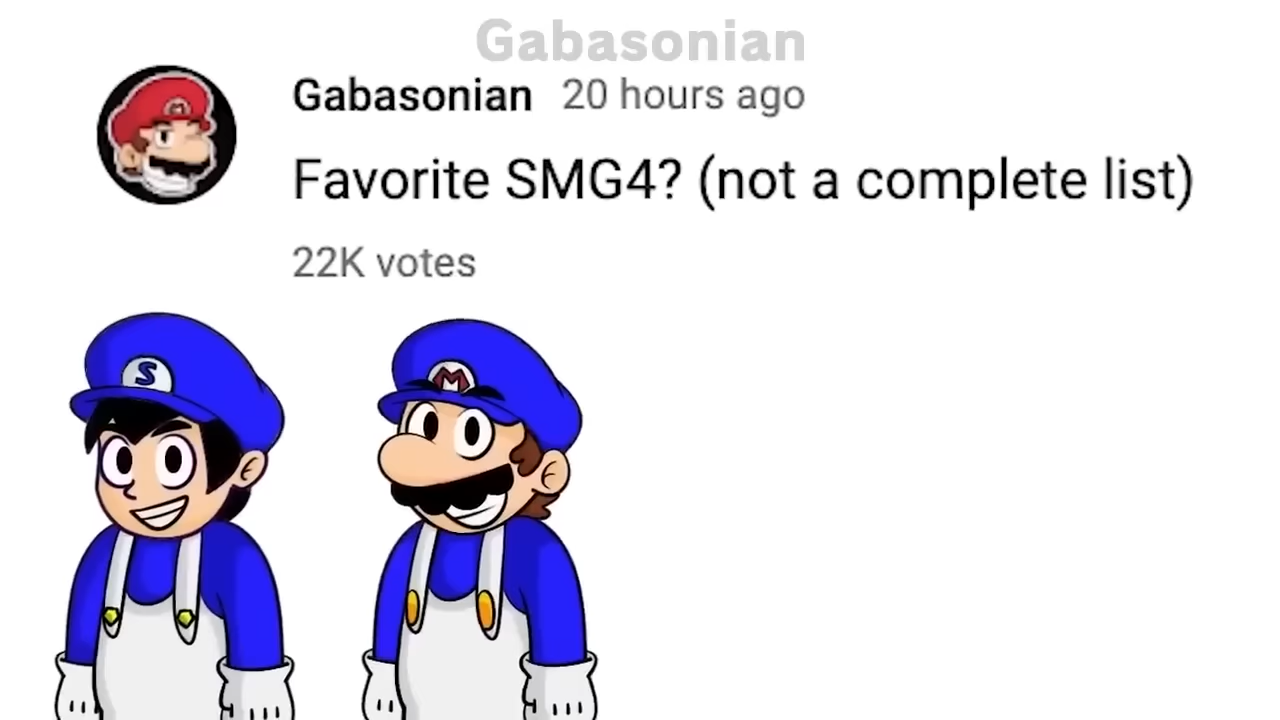 Gabasonian
Gabasonian 20 hours ago
Favorite SMG4? (not a complete list)
22K votes
S
M